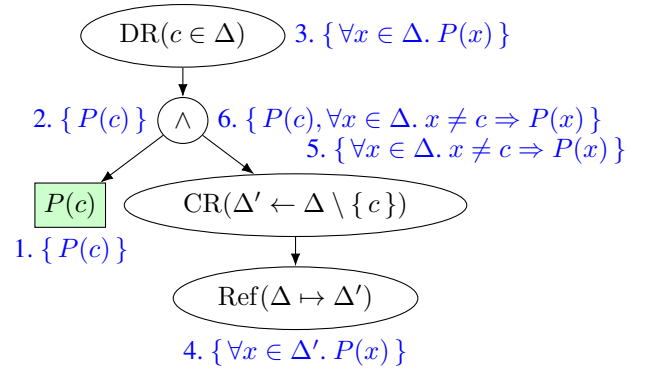 DR(c ∈ Δ) 3. { ∀x ∈ Δ. P(x) }
2. { P(c) } ∧ 6. { P(c), ∀x ∈ Δ. x ≠ c ⇒ P(x) }
5. { ∀x ∈ Δ. x ≠ c ⇒ P(x) }
P(c) CR(Δ′ ← Δ \ { c })
1. { P(c) }
Ref(Δ ↦ Δ′)
4. { ∀x ∈ Δ′. P(x) }